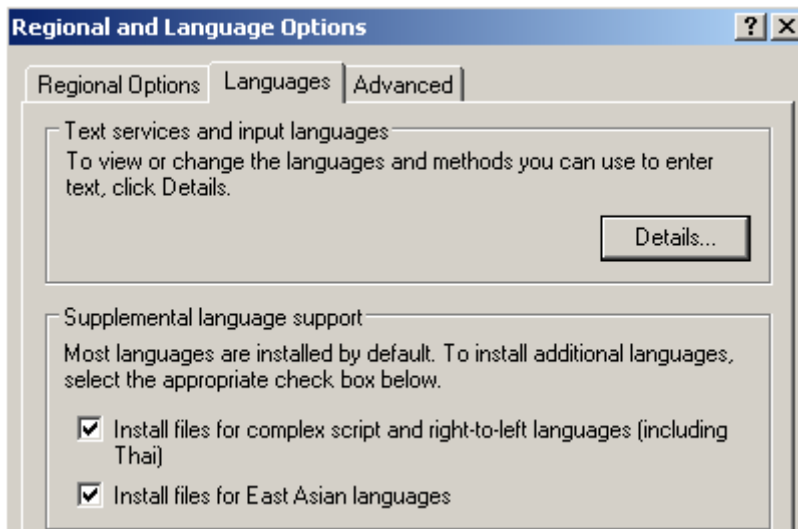 Regional and Language Options
Regional Options Languages Advanced
Text services and input languages
To view or change the languages and methods you can use to enter
text, click Details.
Details...
Supplemental language support
Most languages are installed by default. To install additional languages,
select the appropriate check box below.
Install files for complex script and right-to-left languages (including
Thai)
Install files for East Asian languages